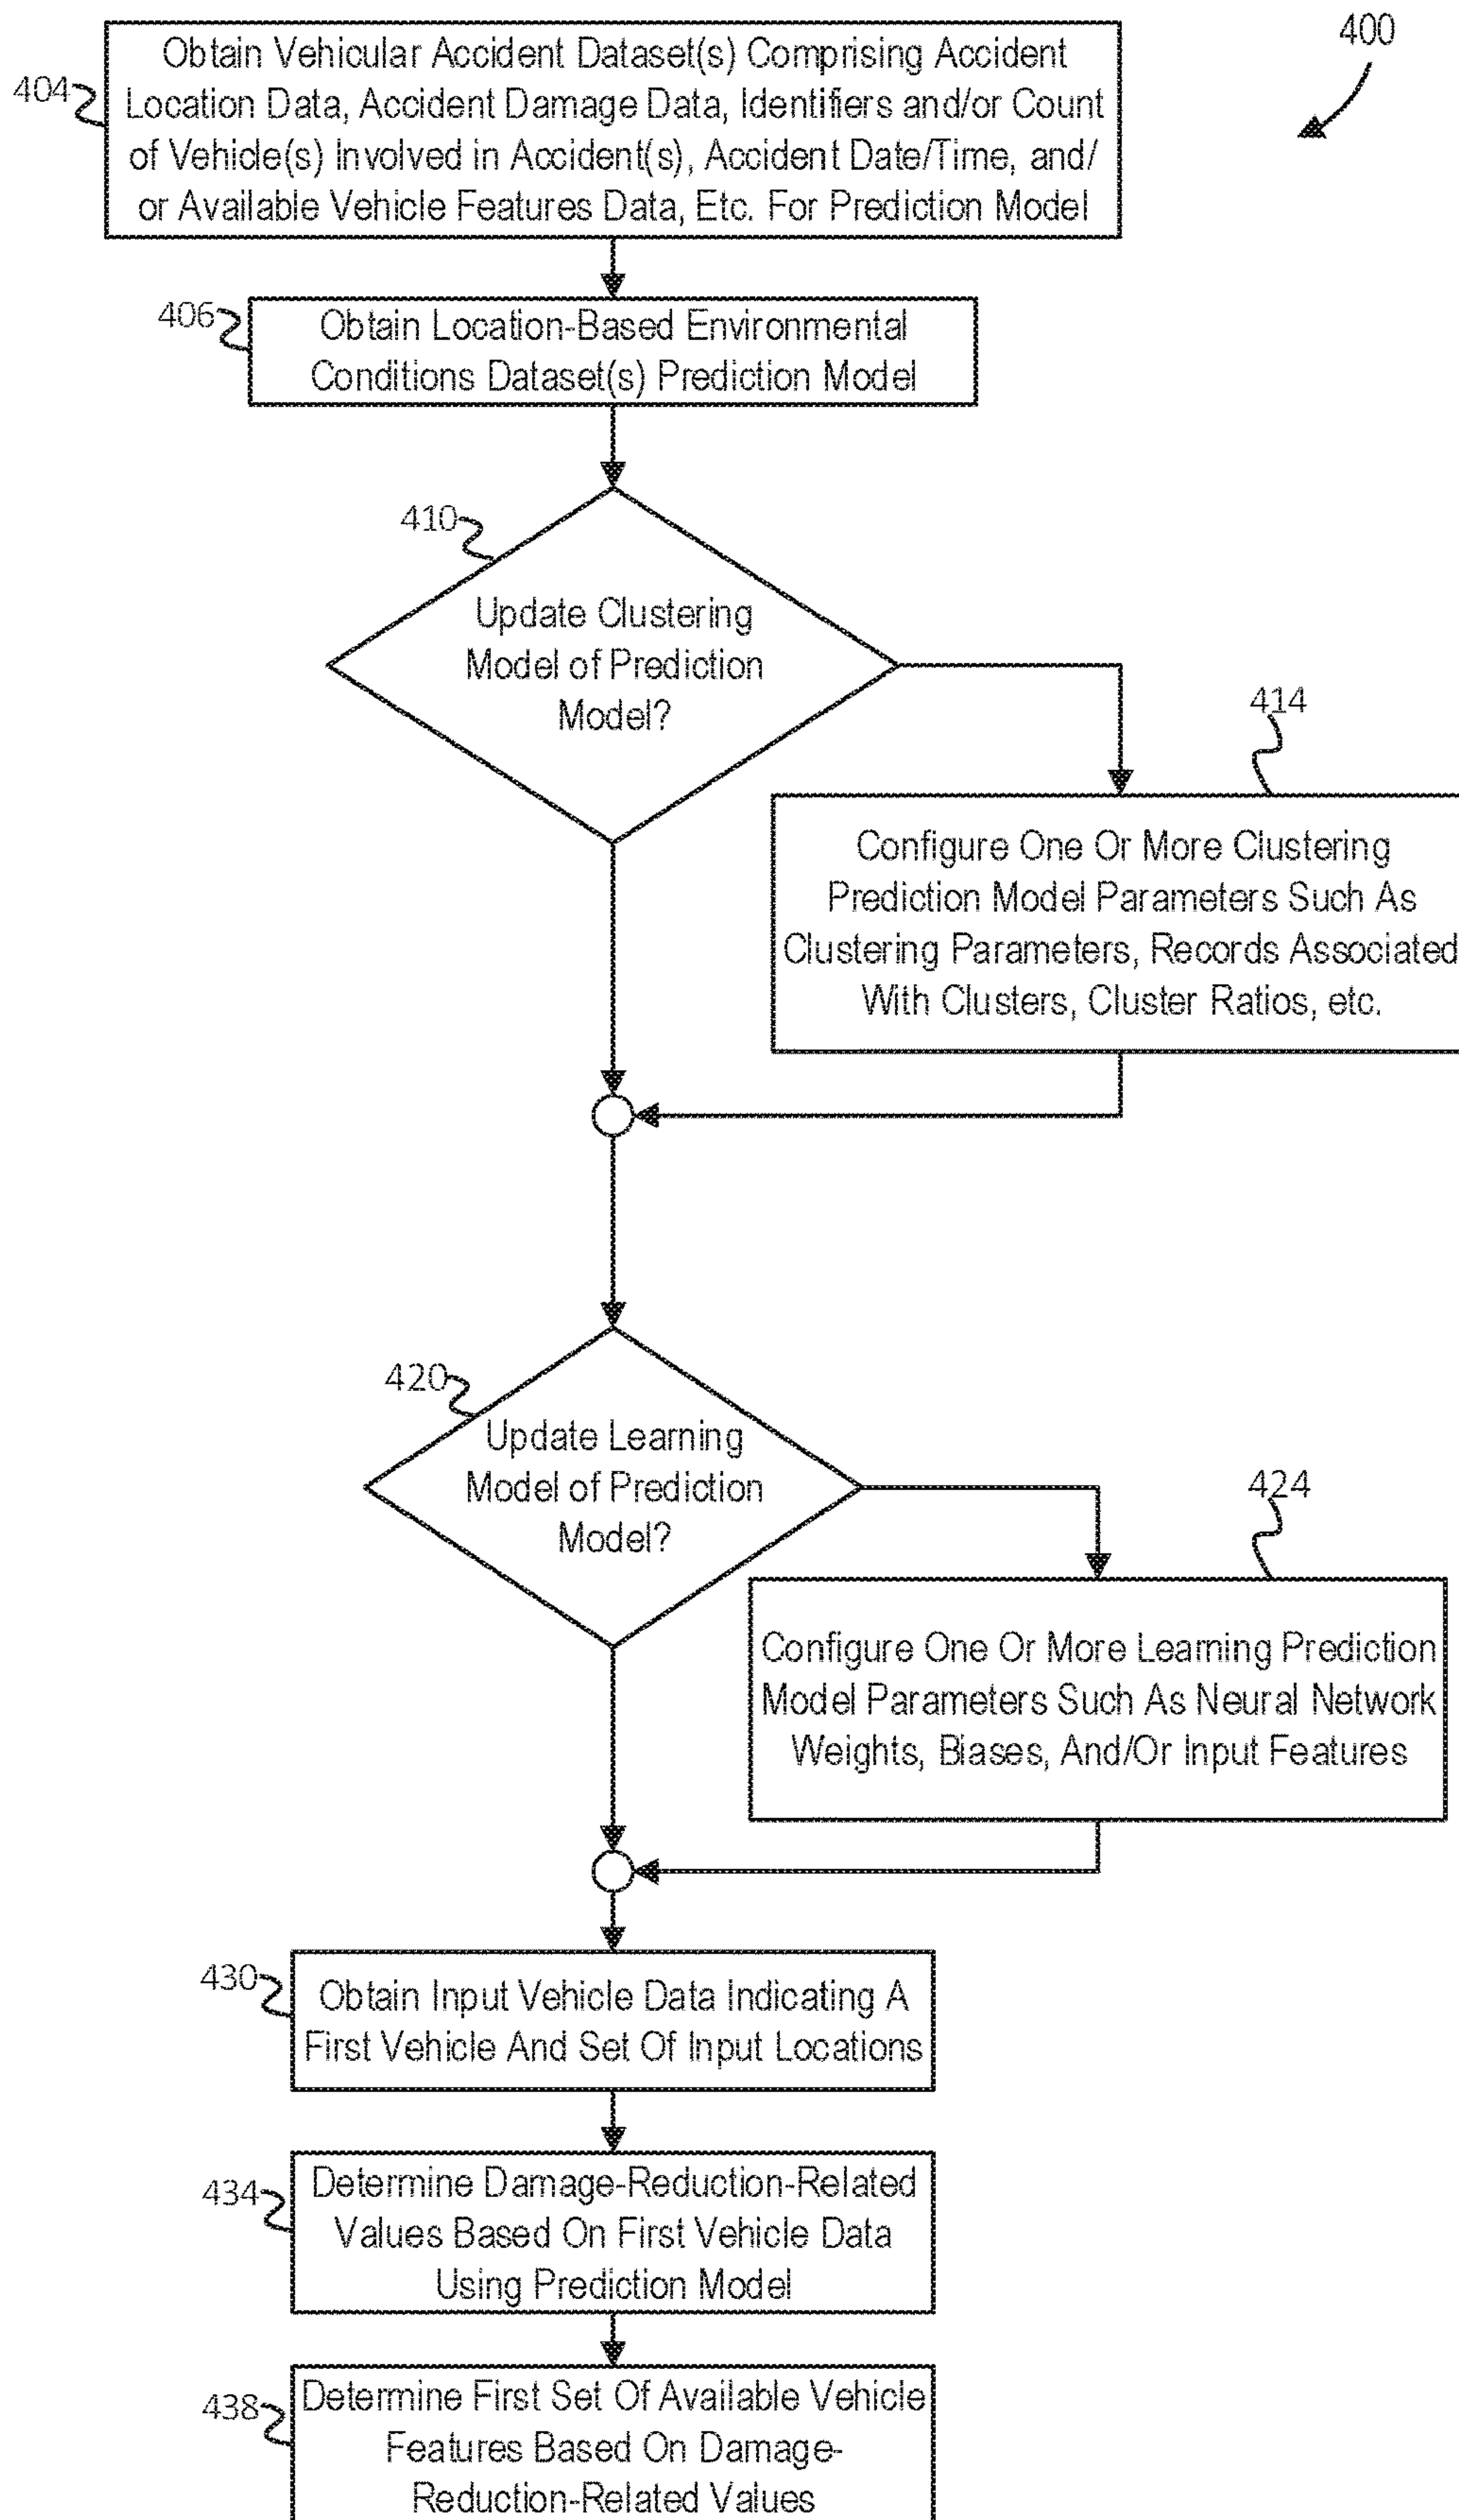 400
404
Obtain Vehicular Accident Dataset(s) Comprising Accident
Location Data, Accident Damage Data, Identifiers and/or Count
of Vehicle(s) Involved in Accident(s), Accident Date/Time, and/
or Available Vehicle Features Data, Etc. For Prediction Model
406
Obtain Location-Based Environmental
Conditions Dataset(s) Prediction Model
410
Update Clustering
Model of Prediction
Model?
414
Configure One Or More Clustering
Prediction Model Parameters Such As
Clustering Parameters, Records Associated
With Clusters, Cluster Ratios, etc.
420
Update Learning
Model of Prediction
Model?
424
Configure One Or More Learning Prediction
Model Parameters Such As Neural Network
Weights, Biases, And/Or Input Features
430
Obtain Input Vehicle Data Indicating A
First Vehicle And Set Of Input Locations
434
Determine Damage-Reduction-Related
Values Based On First Vehicle Data
Using Prediction Model
438
Determine First Set Of Available Vehicle
Features Based On Damage-
Reduction-Related Values